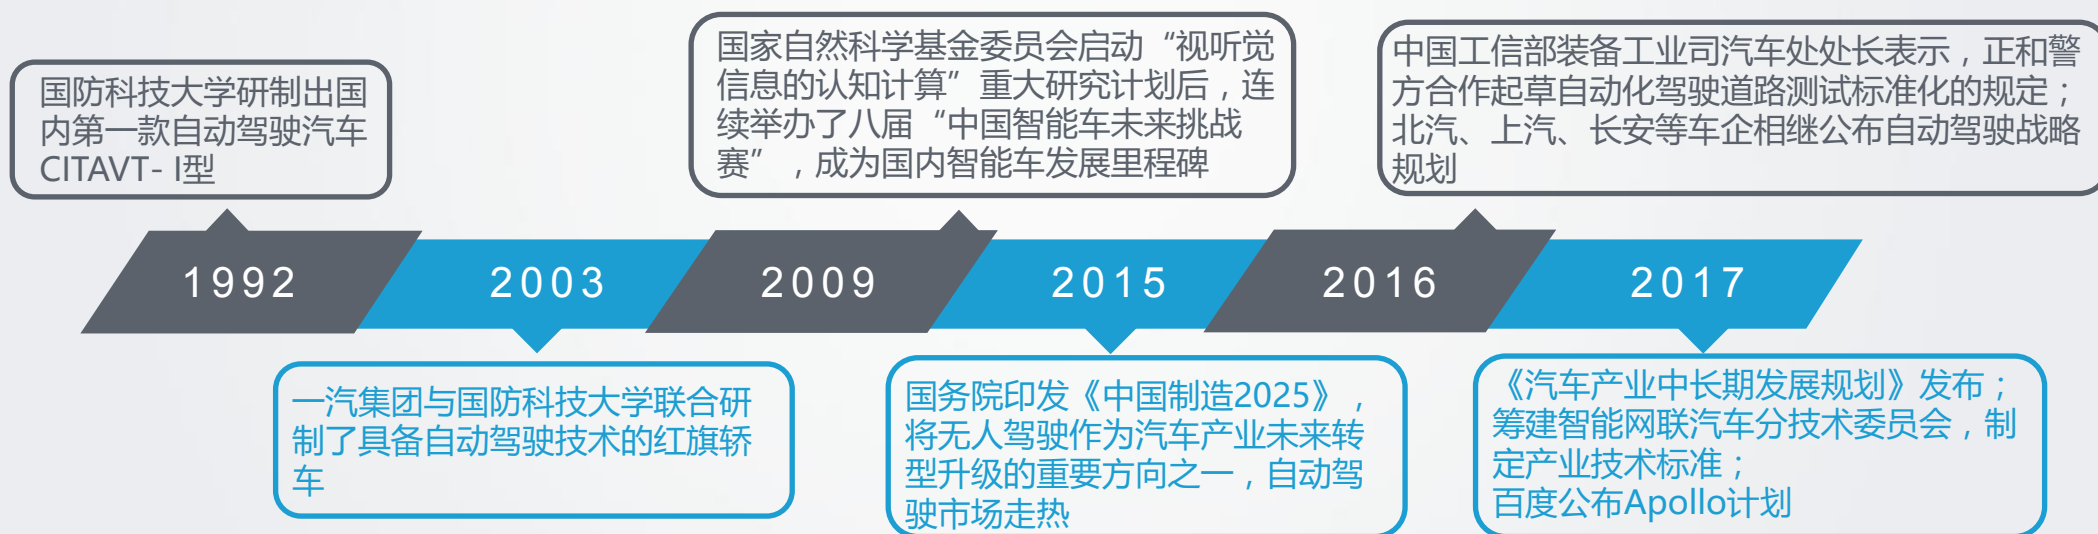 国防科技大学研制出国
内第一款自动驾驶汽车
CITAVT- I型
国家自然科学基金委员会启动“视听觉
信息的认知计算”重大研究计划后，连
续举办了八届“中国智能车未来挑战
赛”，成为国内智能车发展里程碑
中国工信部装备工业司汽车处处长表示，正和警
方合作起草自动化驾驶道路测试标准化的规定；
北汽、上汽、长安等车企相继公布自动驾驶战略
规划
1992
2003
2009
2015
2016
2017
一汽集团与国防科技大学联合研
制了具备自动驾驶技术的红旗轿
车
国务院印发《中国制造2025》，
将无人驾驶作为汽车产业未来转
型升级的重要方向之一，自动驾
驶市场走热
《汽车产业中长期发展规划》发布；
筹建智能网联汽车分技术委员会，制
定产业技术标准；
百度公布Apollo计划